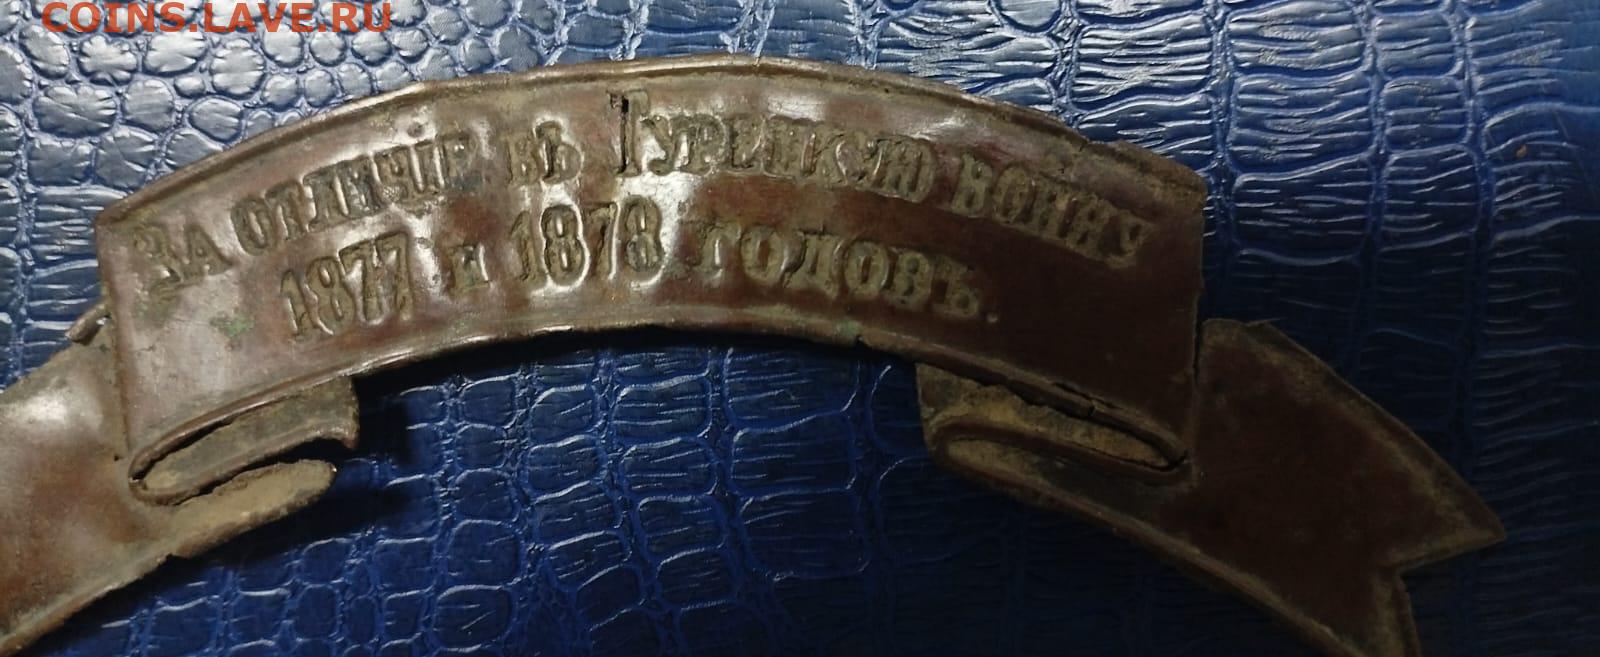 COINS.LAVE.RU
За отличіе въ Турецкую войну
1877 и 1878 годовъ.